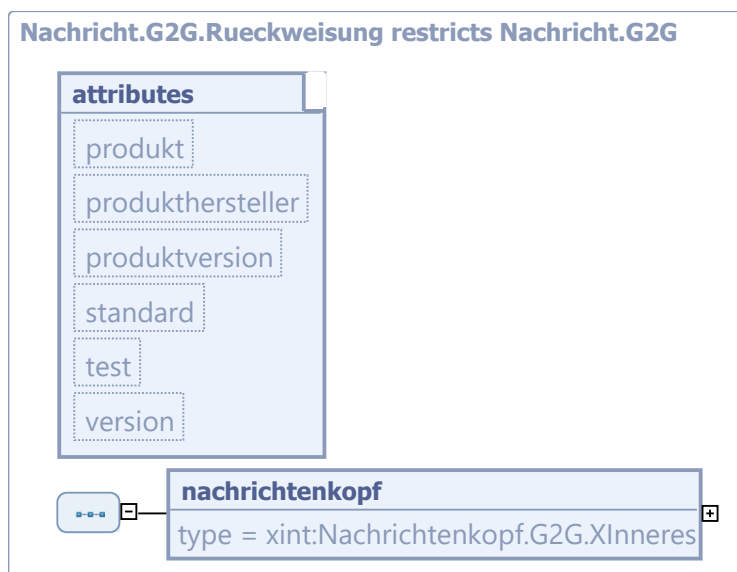 Nachricht.G2G.Rueckweisung restricts Nachricht.G2G
attributes
produkt
produkthersteller
produktversion
standard
test
version
nachrichtenkopf
type = xint:Nachrichtenkopf.G2G.XInneres